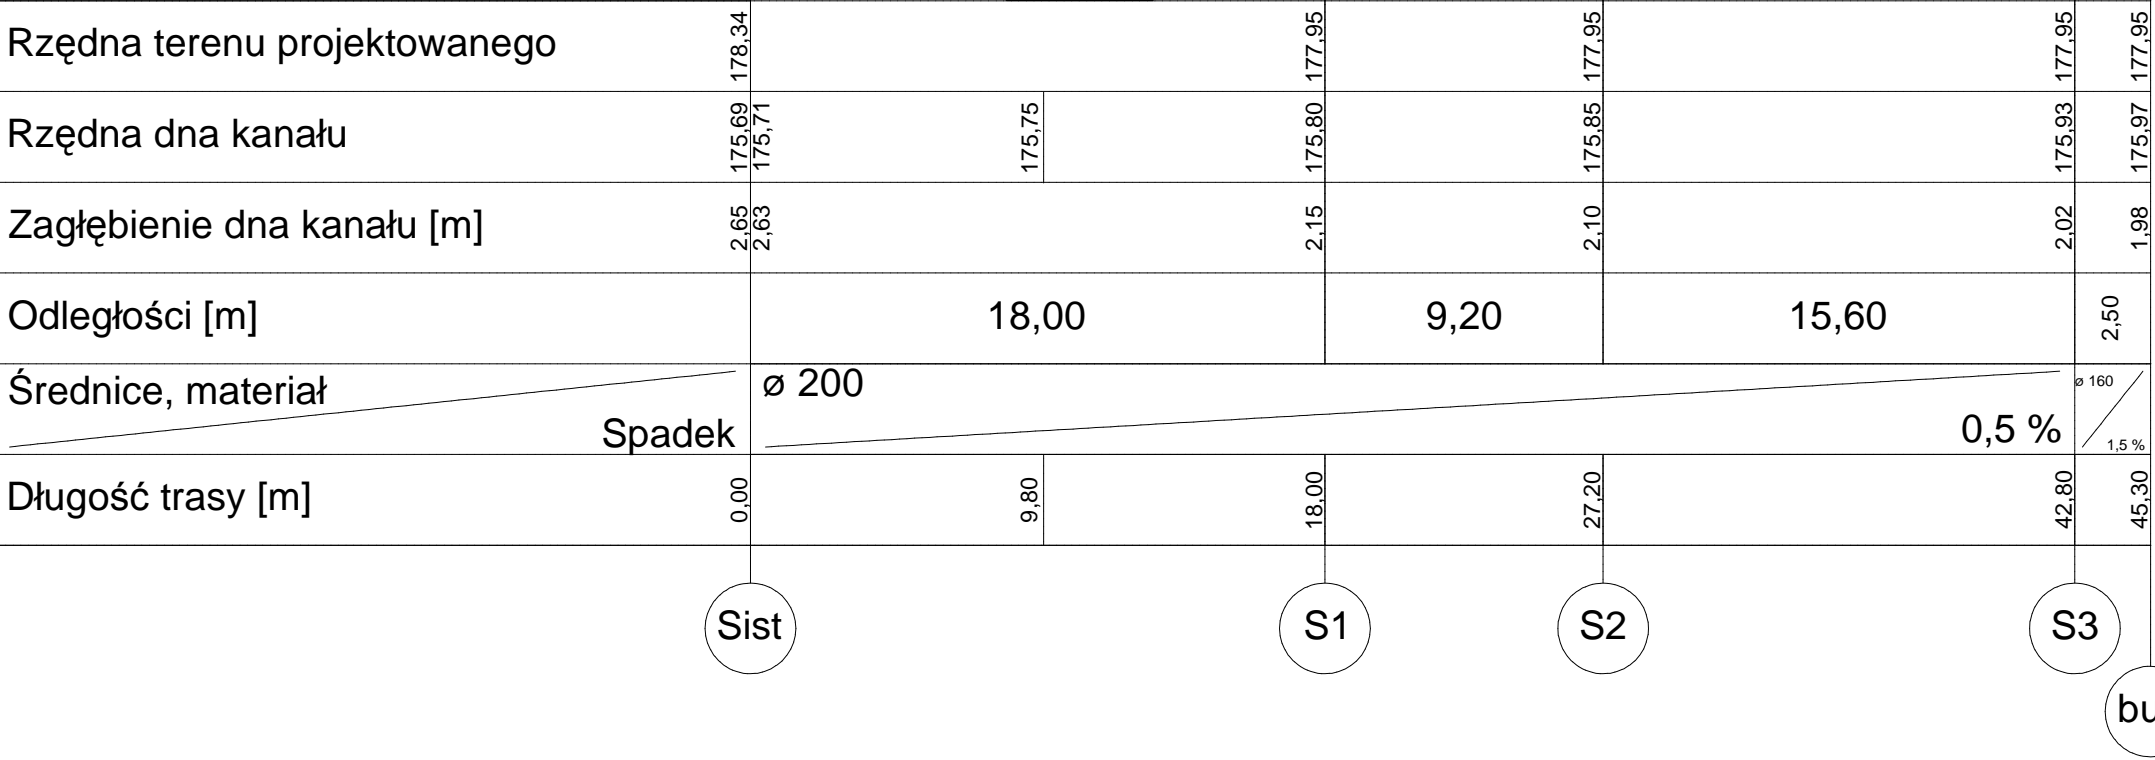 Rzędna terenu projektowanego 178,34 177,95 177,95 177,95 177,95
Rzędna dna kanału 175,69 175,71 175,75 175,80 175,85 175,93 175,97
Zagłębienie dna kanału [m] 2,65 2,63 2,15 2,10 2,02 1,98
Odległości [m] 18,00 9,20 15,60 2,50
Średnice, materiał ø 200 ø 160
Spadek 0,5 % 1,5 %
Długość trasy [m] 0,00 9,80 18,00 27,20 42,80 45,30
Sist S1 S2 S3
bu